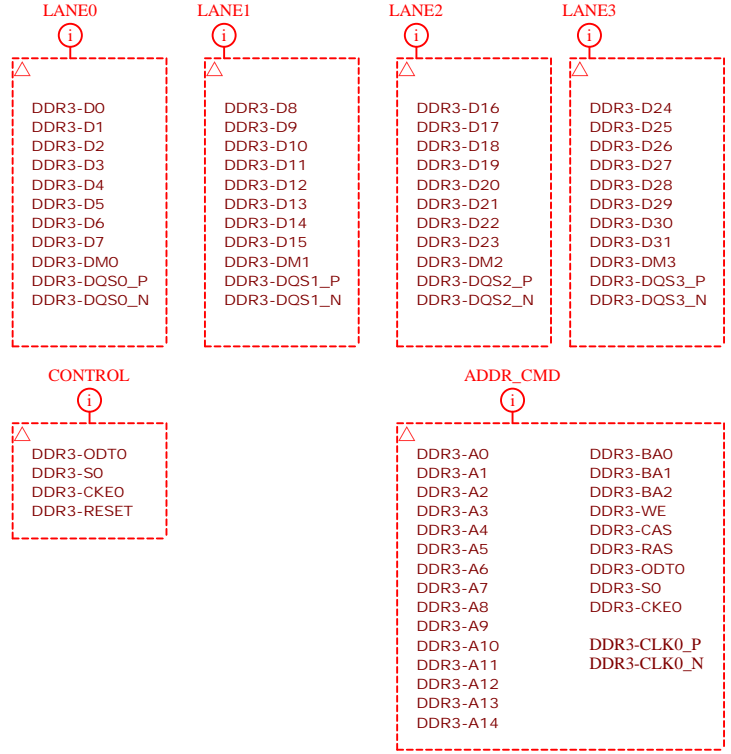 LANE0
i
DDR3-D0
DDR3-D1
DDR3-D2
DDR3-D3
DDR3-D4
DDR3-D5
DDR3-D6
DDR3-D7
DDR3-DM0
DDR3-DQS0_P
DDR3-DQS0_N
LANE1
i
DDR3-D8
DDR3-D9
DDR3-D10
DDR3-D11
DDR3-D12
DDR3-D13
DDR3-D14
DDR3-D15
DDR3-DM1
DDR3-DQS1_P
DDR3-DQS1_N
LANE2
i
DDR3-D16
DDR3-D17
DDR3-D18
DDR3-D19
DDR3-D20
DDR3-D21
DDR3-D22
DDR3-D23
DDR3-DM2
DDR3-DQS2_P
DDR3-DQS2_N
LANE3
i
DDR3-D24
DDR3-D25
DDR3-D26
DDR3-D27
DDR3-D28
DDR3-D29
DDR3-D30
DDR3-D31
DDR3-DM3
DDR3-DQS3_P
DDR3-DQS3_N
CONTROL
i
DDR3-ODT0
DDR3-S0
DDR3-CKE0
DDR3-RESET
ADDR_CMD
i
DDR3-A0
DDR3-A1
DDR3-A2
DDR3-A3
DDR3-A4
DDR3-A5
DDR3-A6
DDR3-A7
DDR3-A8
DDR3-A9
DDR3-A10
DDR3-A11
DDR3-A12
DDR3-A13
DDR3-A14
DDR3-BA0
DDR3-BA1
DDR3-BA2
DDR3-WE
DDR3-CAS
DDR3-RAS
DDR3-ODT0
DDR3-S0
DDR3-CKE0
DDR3-CLK0_P
DDR3-CLK0_N